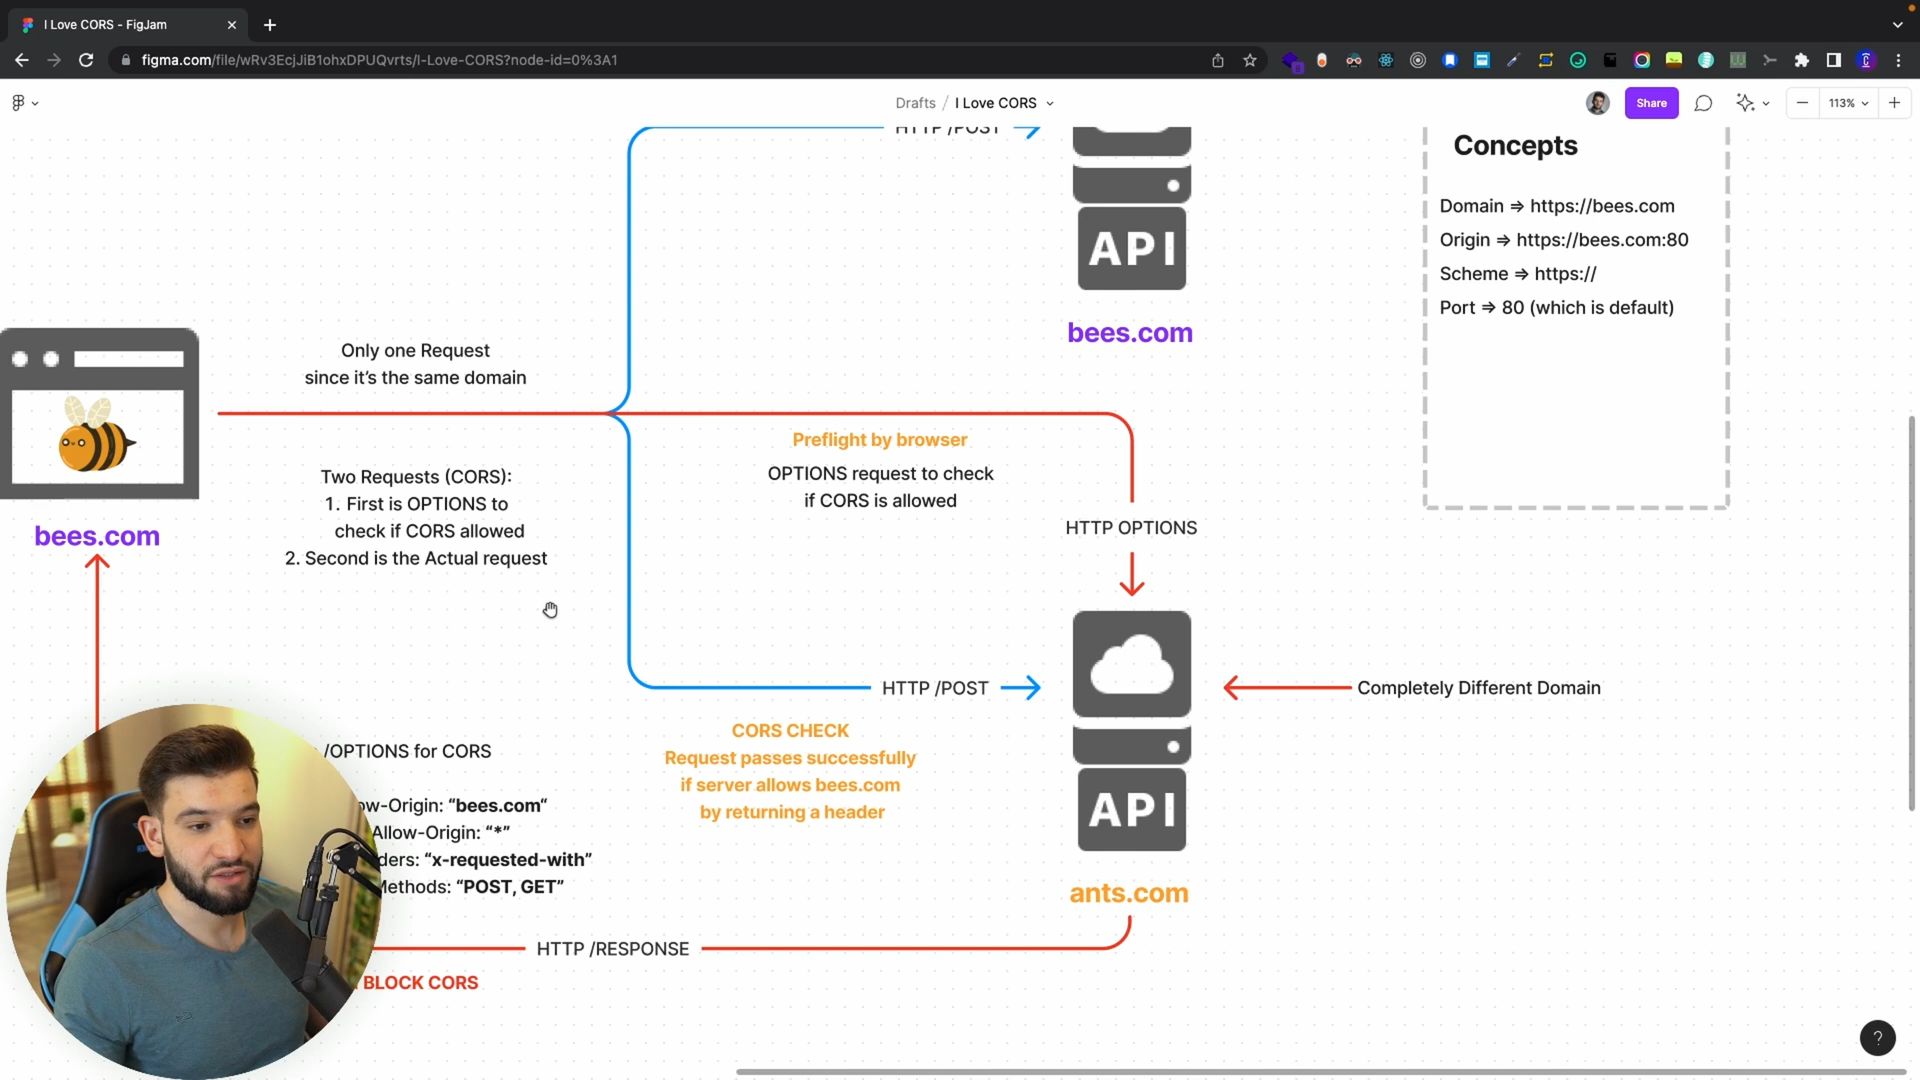 I Love CORS - FigJam
figma.com/file/wRv3EcjJiB1ohxDPUQvrts/I-Love-CORS?node-id=0%3A1
Drafts / I Love CORS
Share
113%
HTTP /POST
Concepts
Domain => https://bees.com
Origin => https://bees.com:80
Scheme => https://
Port => 80 (which is default)
API
bees.com
Only one Request
since it’s the same domain
Preflight by browser
OPTIONS request to check
if CORS is allowed
Two Requests (CORS):
1. First is OPTIONS to
check if CORS allowed
2. Second is the Actual request
bees.com
HTTP OPTIONS
HTTP /POST
Completely Different Domain
CORS CHECK
Request passes successfully
if server allows bees.com
by returning a header
/OPTIONS for CORS
ow-Origin: “bees.com“
Allow-Origin: “*”
ders: “x-requested-with”
Methods: “POST, GET”
API
ants.com
HTTP /RESPONSE
BLOCK CORS
?